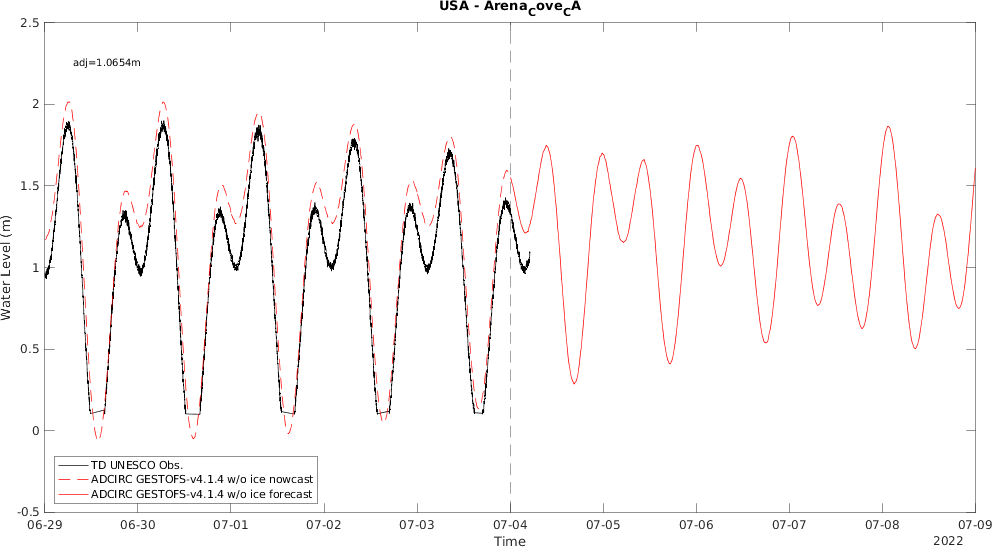 USA - ArenaCoveCA
adj=1.0654m
2.5
2
1.5
1
0.5
0
-0.5
Water Level (m)
TD UNESCO Obs.
ADCIRC GESTOFS-v4.1.4 w/o ice nowcast
ADCIRC GESTOFS-v4.1.4 w/o ice forecast
06-29 06-30 07-01 07-02 07-03 07-04 07-05 07-06 07-07 07-08 07-09
Time
2022